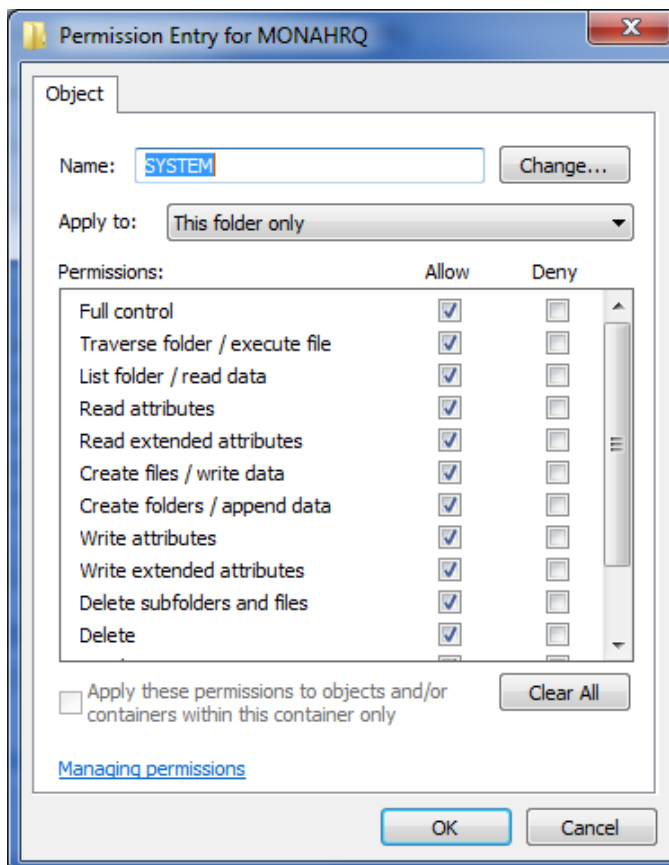 Permission Entry for MONAHRQ
Object
Name: SYSTEM Change...
Apply to: This folder only
Permissions: Allow Deny
Full control
Traverse folder / execute file
List folder / read data
Read attributes
Read extended attributes
Create files / write data
Create folders / append data
Write attributes
Write extended attributes
Delete subfolders and files
Delete
Apply these permissions to objects and/or
containers within this container only
Clear All
Managing permissions
OK Cancel